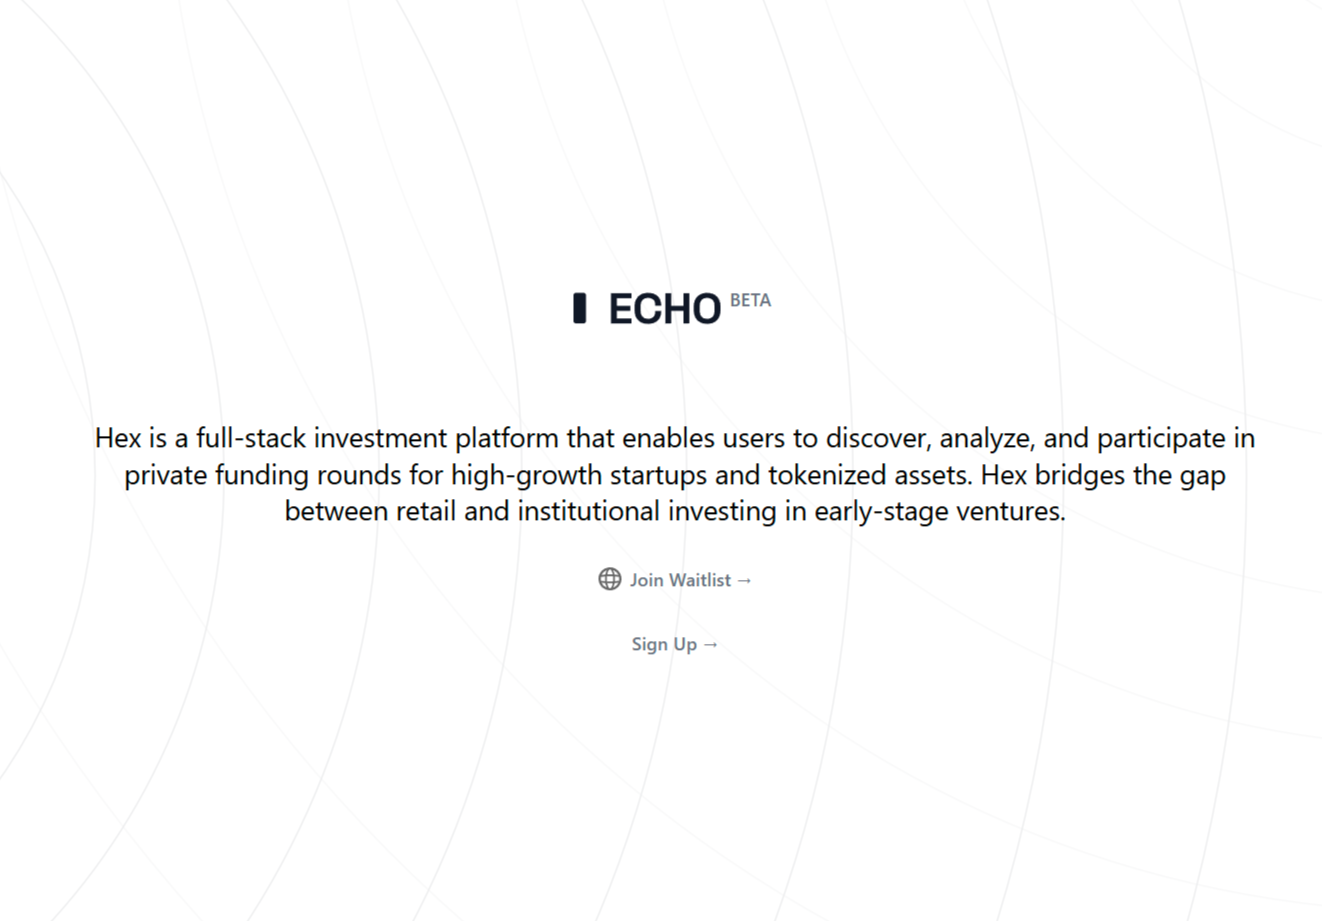 ECHO BETA
Hex is a full-stack investment platform that enables users to discover, analyze, and participate in
private funding rounds for high-growth startups and tokenized assets. Hex bridges the gap
between retail and institutional investing in early-stage ventures.
Join Waitlist →
Sign Up →